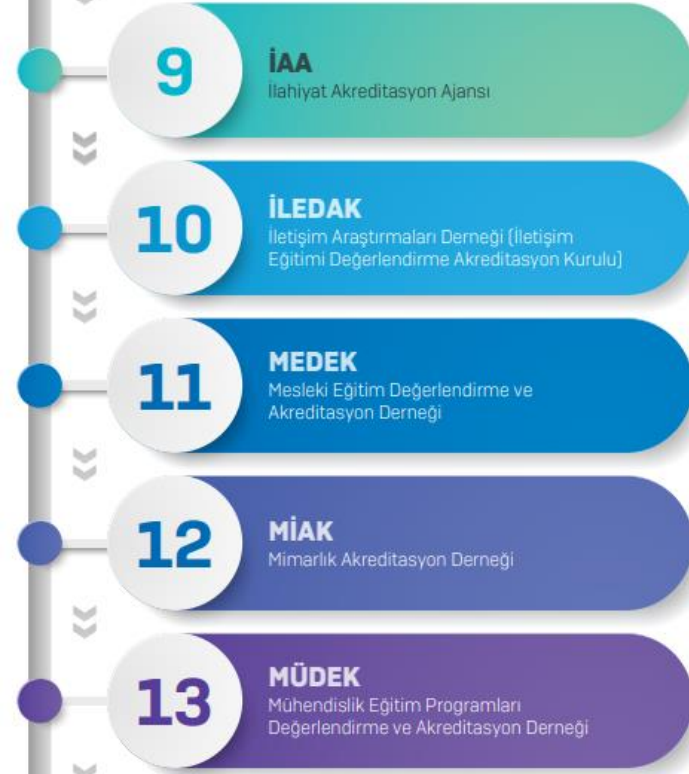 9
İAA
İlahiyat Akreditasyon Ajansı
10
İLEDAK
İletişim Araştırmaları Derneği (İletişim
Eğitimi Değerlendirme Akreditasyon Kurulu)
11
MEDEK
Mesleki Eğitim Değerlendirme ve
Akreditasyon Derneği
12
MİAK
Mimarlık Akreditasyon Derneği
13
MÜDEK
Mühendislik Eğitim Programları
Değerlendirme ve Akreditasyon Derneği